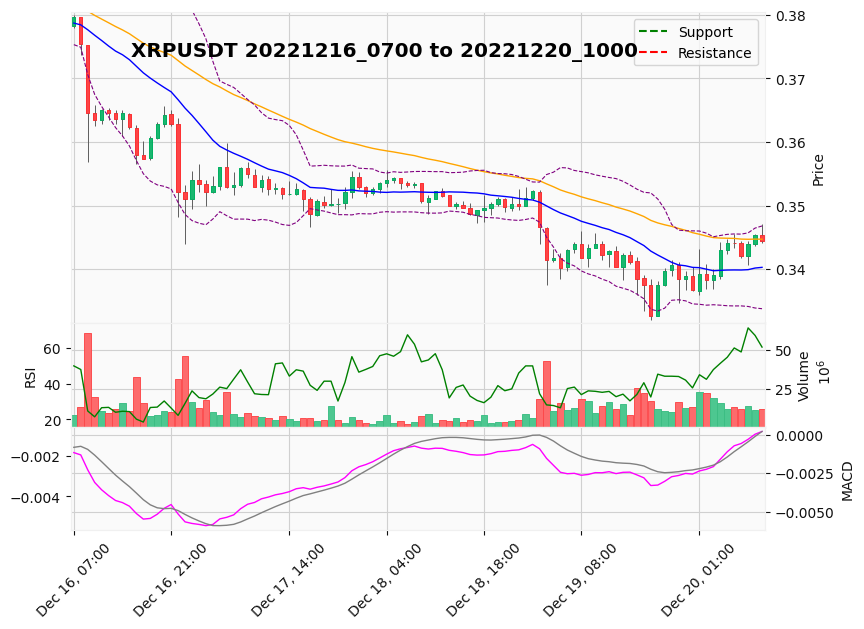 XRPUSDT 20221216_0700 to 20221220_1000
Support
Resistance
0.38
0.37
0.36
0.35
0.34
Price
60
40
20
RSI
50
25
Volume
10^6
−0.002
−0.004
0.0000
−0.0025
−0.0050
MACD
Dec 16, 07:00
Dec 16, 21:00
Dec 17, 14:00
Dec 18, 04:00
Dec 18, 18:00
Dec 19, 08:00
Dec 20, 01:00